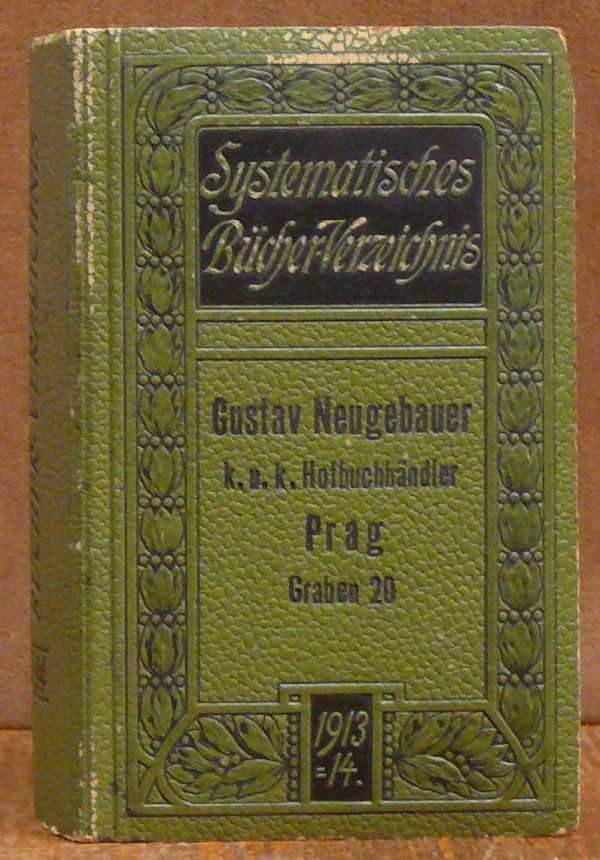 Systematisches
Bücher-Verzeichnis
Gustav Neugebauer
k. u. k. Hofbuchhändler
Prag
Graben 20
1913
=14.